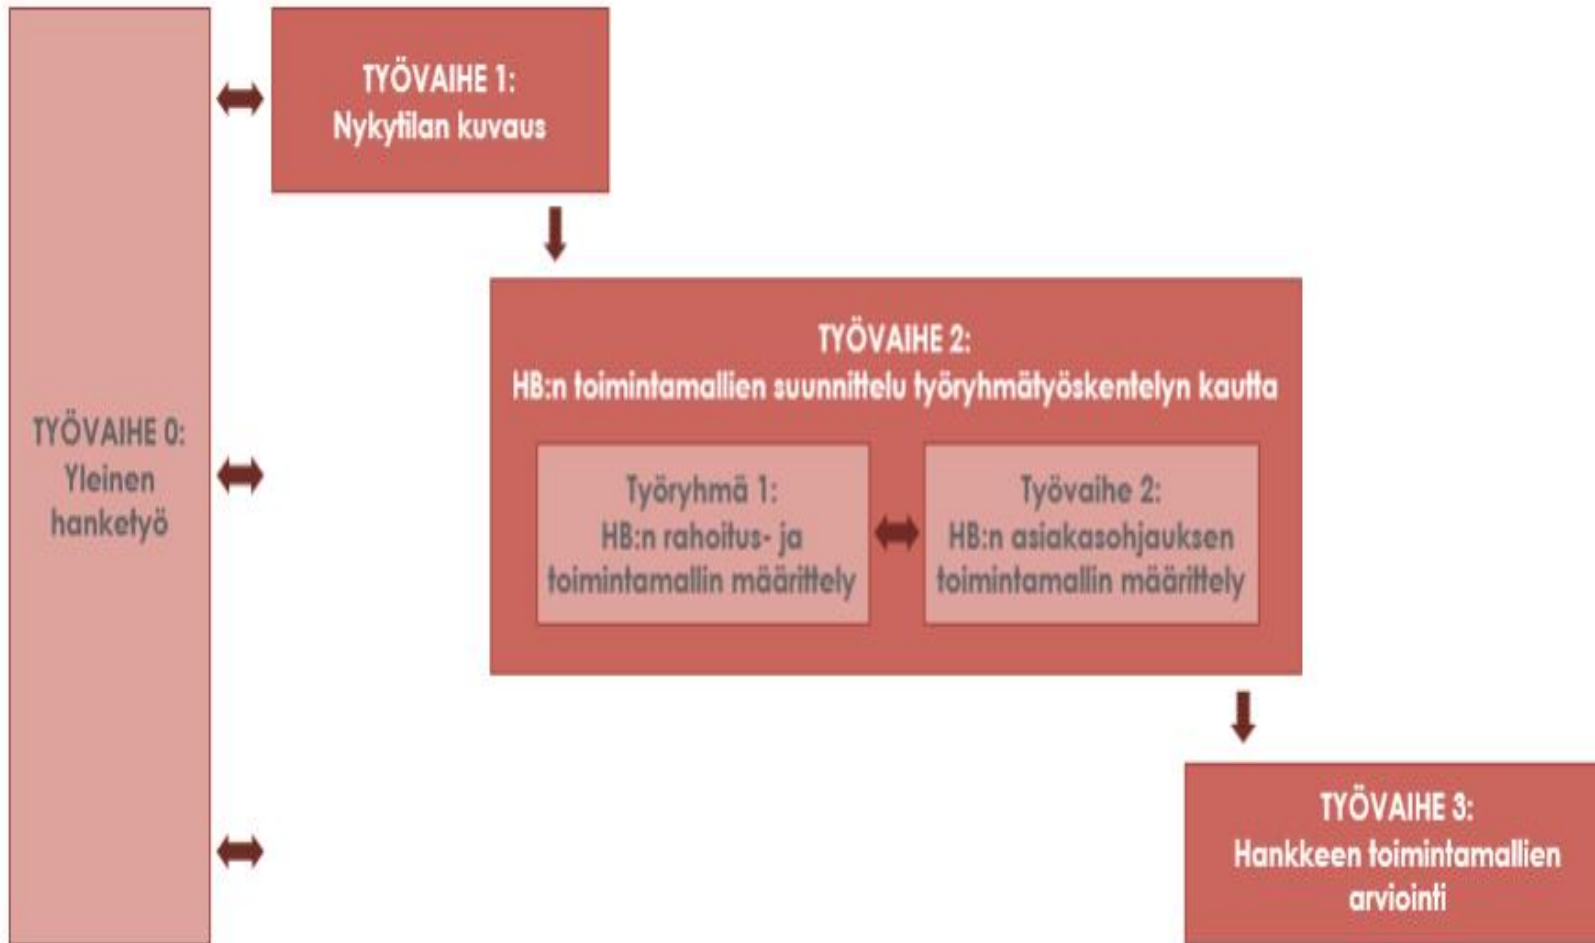 TYÖVAIHE 0:
Yleinen
hanketyö
TYÖVAIHE 1:
Nykytilan kuvaus
TYÖVAIHE 2:
HB:n toimintamallien suunnittelu työryhmätyöskentelyn kautta
Työryhmä 1:
HB:n rahoitus- ja
toimintamallin määrittely
Työvaihe 2:
HB:n asiakasohjauksen
toimintamallin määrittely
TYÖVAIHE 3:
Hankkeen toimintamallien
arviointi